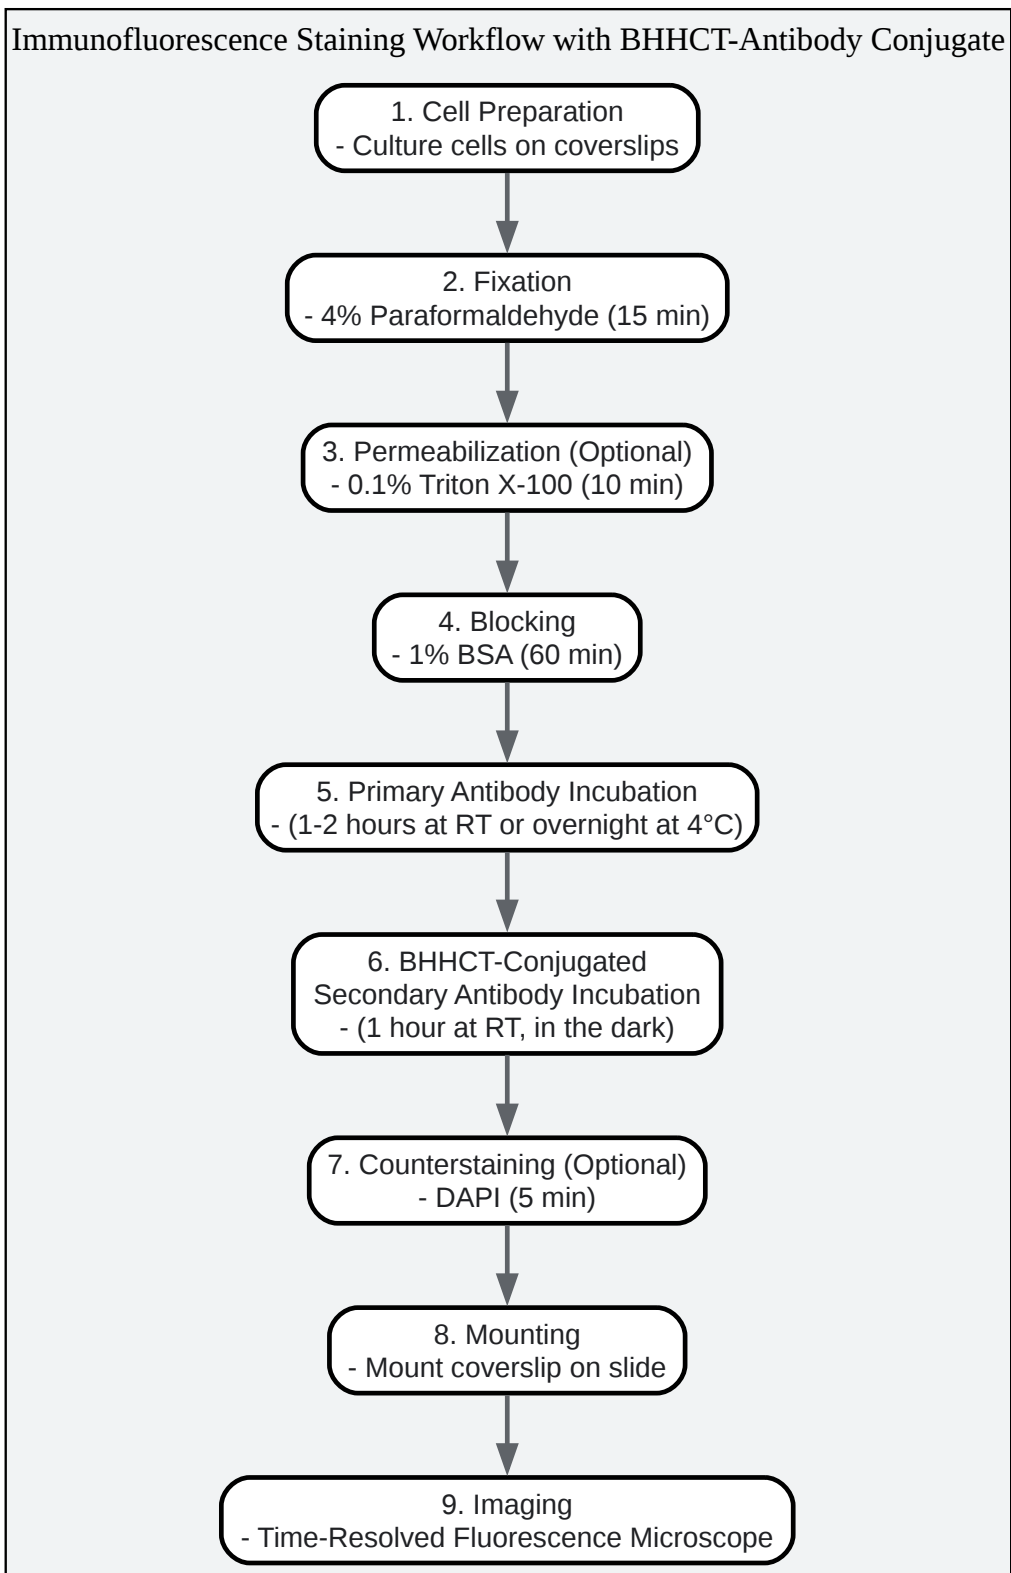 Immunofluorescence Staining Workflow with BHHCT-Antibody Conjugate
1. Cell Preparation
- Culture cells on coverslips
2. Fixation
- 4% Paraformaldehyde (15 min)
3. Permeabilization (Optional)
- 0.1% Triton X-100 (10 min)
4. Blocking
- 1% BSA (60 min)
5. Primary Antibody Incubation
- (1-2 hours at RT or overnight at 4°C)
6. BHHCT-Conjugated
Secondary Antibody Incubation
- (1 hour at RT, in the dark)
7. Counterstaining (Optional)
- DAPI (5 min)
8. Mounting
- Mount coverslip on slide
9. Imaging
- Time-Resolved Fluorescence Microscope